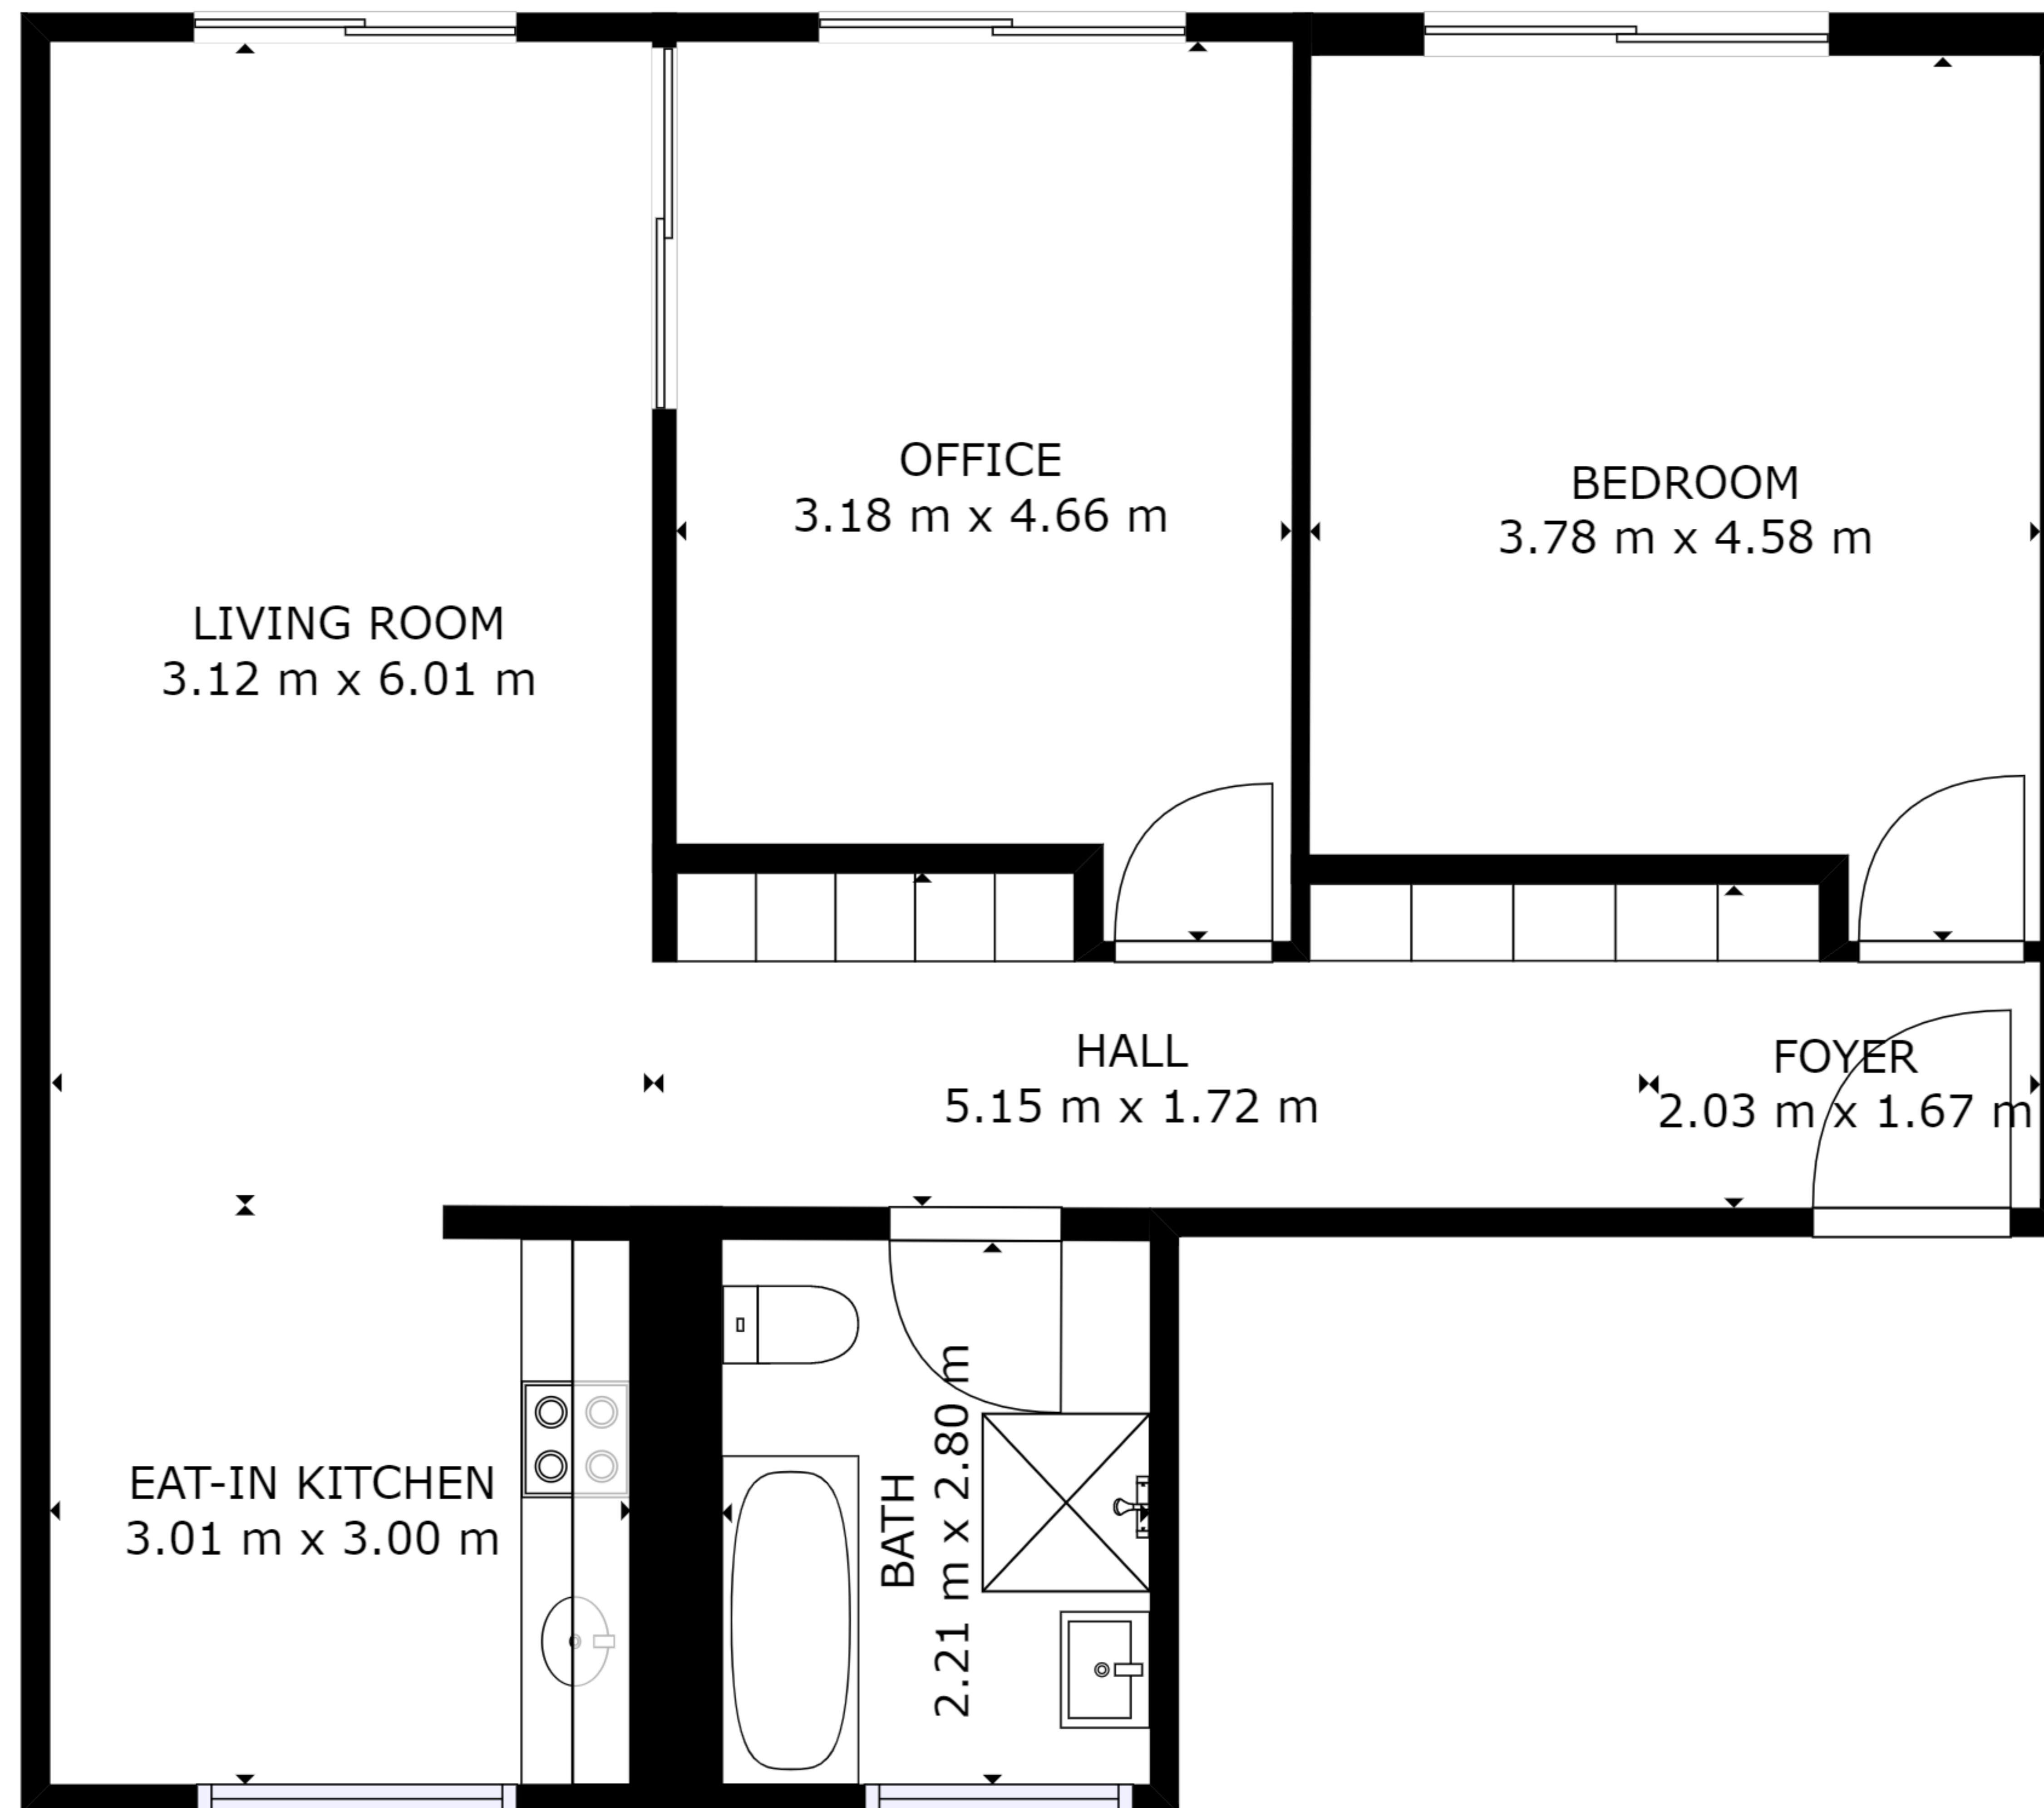 OFFICE
3.18 m x 4.66 m
BEDROOM
3.78 m x 4.58 m
LIVING ROOM
3.12 m x 6.01 m
HALL
5.15 m x 1.72 m
FOYER
2.03 m x 1.67 m
EAT-IN KITCHEN
3.01 m x 3.00 m
BATH
2.21 m x 2.80 m